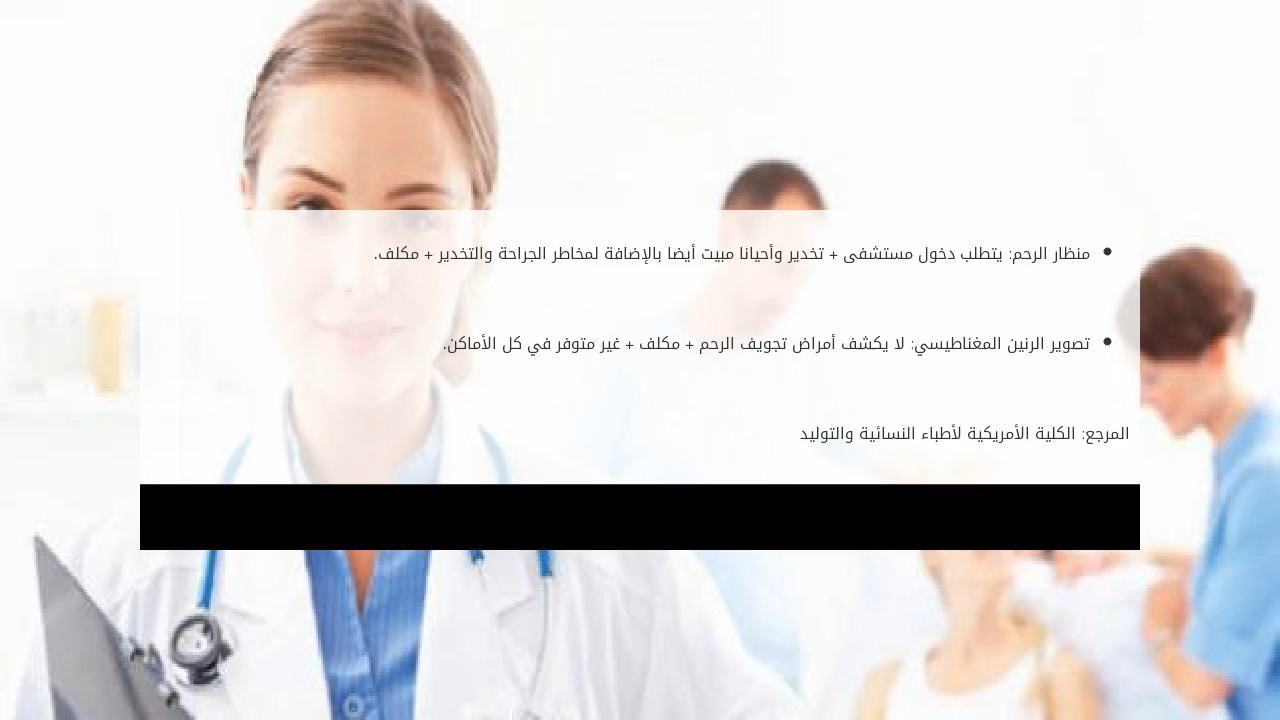 منظار الرحم: يتطلب دخول مستشفى + تخدير وأحيانا مبيت أيضا بالإضافة لمخاطر الجراحة والتخدير + مكلف.
تصوير الرنين المغناطيسي: لا يكشف أمراض تجويف الرحم + مكلف + غير متوفر في كل الأماكن.
المرجع: الكلية الأمريكية لأطباء النسائية والتوليد